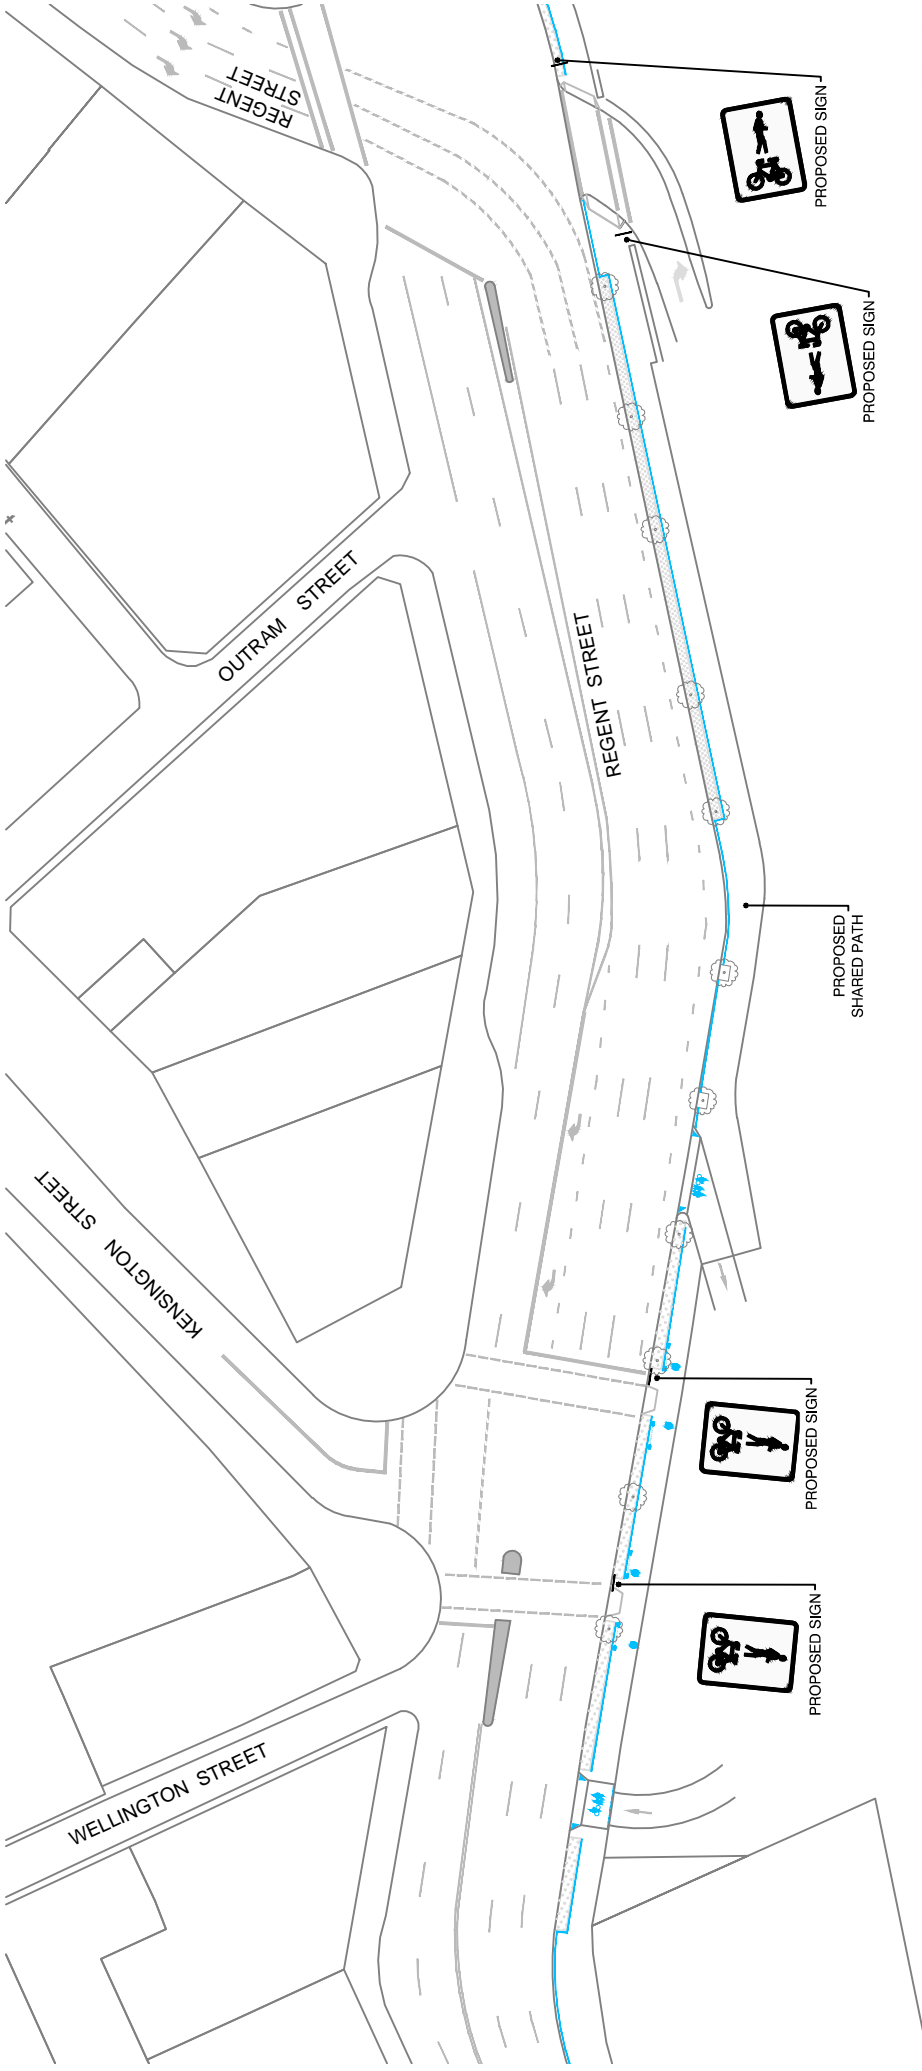 REGENT
STREET
PROPOSED SIGN
PROPOSED SIGN
OUTRAM STREET
REGENT STREET
PROPOSED
SHARED PATH
KENSINGTON STREET
PROPOSED SIGN
PROPOSED SIGN
WELLINGTON STREET